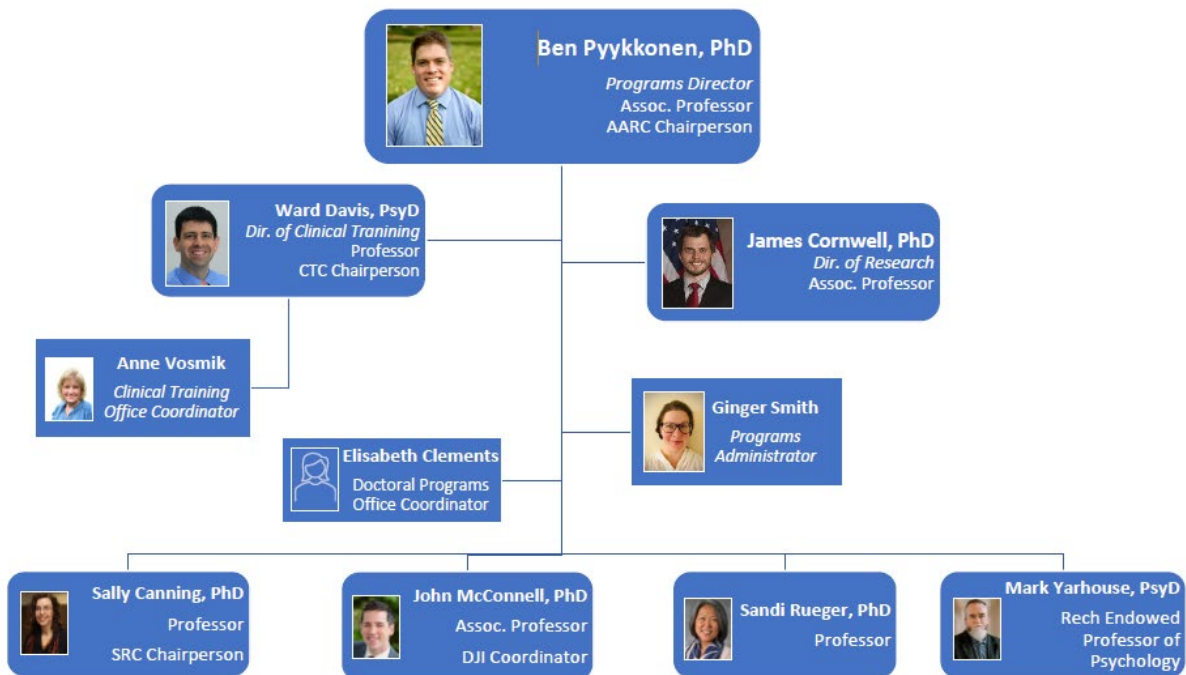 Ben Pyykkonen, PhD
Programs Director
Assoc. Professor
AARC Chairperson
Ward Davis, PsyD
Dir. of Clinical Tranining
Professor
CTC Chairperson
James Cornwell, PhD
Dir. of Research
Assoc. Professor
Anne Vosmik
Clinical Training
Office Coordinator
Ginger Smith
Programs
Administrator
Elisabeth Clements
Doctoral Programs
Office Coordinator
Sally Canning, PhD
Professor
SRC Chairperson
John McConnell, PhD
Assoc. Professor
DJI Coordinator
Sandi Rueger, PhD
Professor
Mark Yarhouse, PsyD
Rech Endowed
Professor of
Psychology